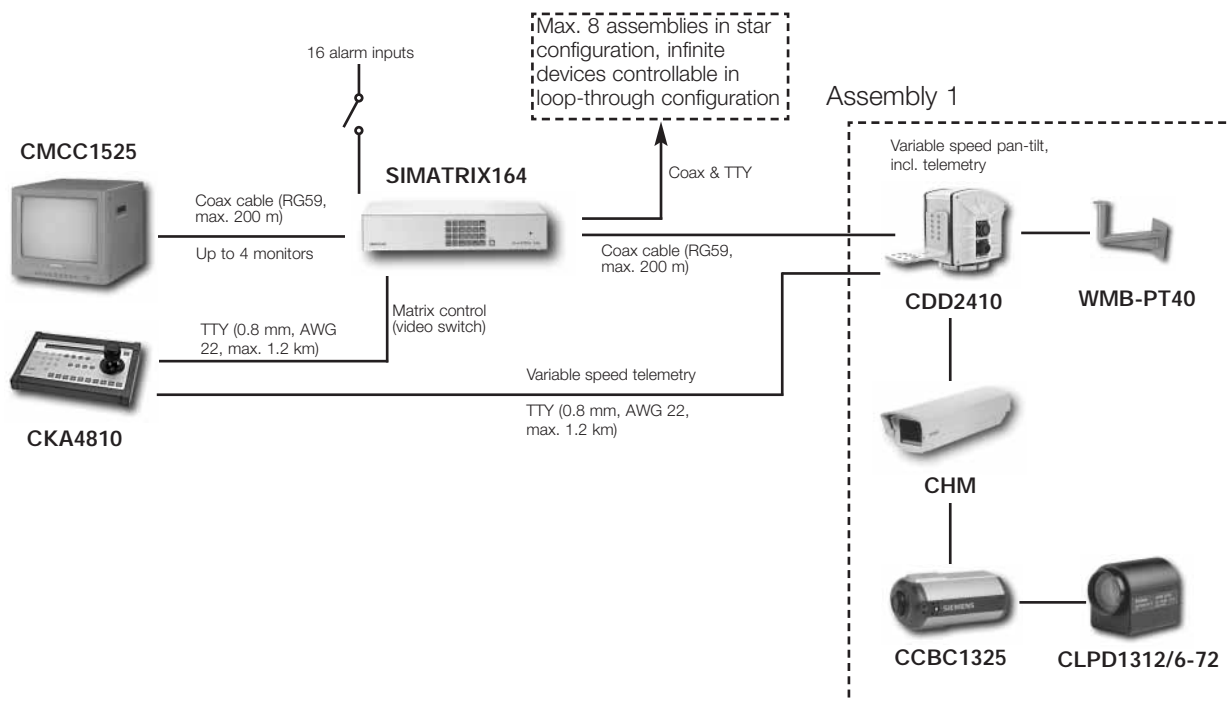 Max. 8 assemblies in star
configuration, infinite
devices controllable in
loop-through configuration
16 alarm inputs
Assembly 1
CMCC1525
Variable speed pan-tilt,
incl. telemetry
SIMATRIX164
Coax & TTY
Coax cable (RG59,
max. 200 m)
Up to 4 monitors
Coax cable (RG59,
max. 200 m)
CDD2410
WMB-PT40
Matrix control
(video switch)
TTY (0.8 mm, AWG
22, max. 1.2 km)
Variable speed telemetry
TTY (0.8 mm, AWG 22,
max. 1.2 km)
CKA4810
CHM
SIEMENS
CCBC1325
CLPD1312/6-72